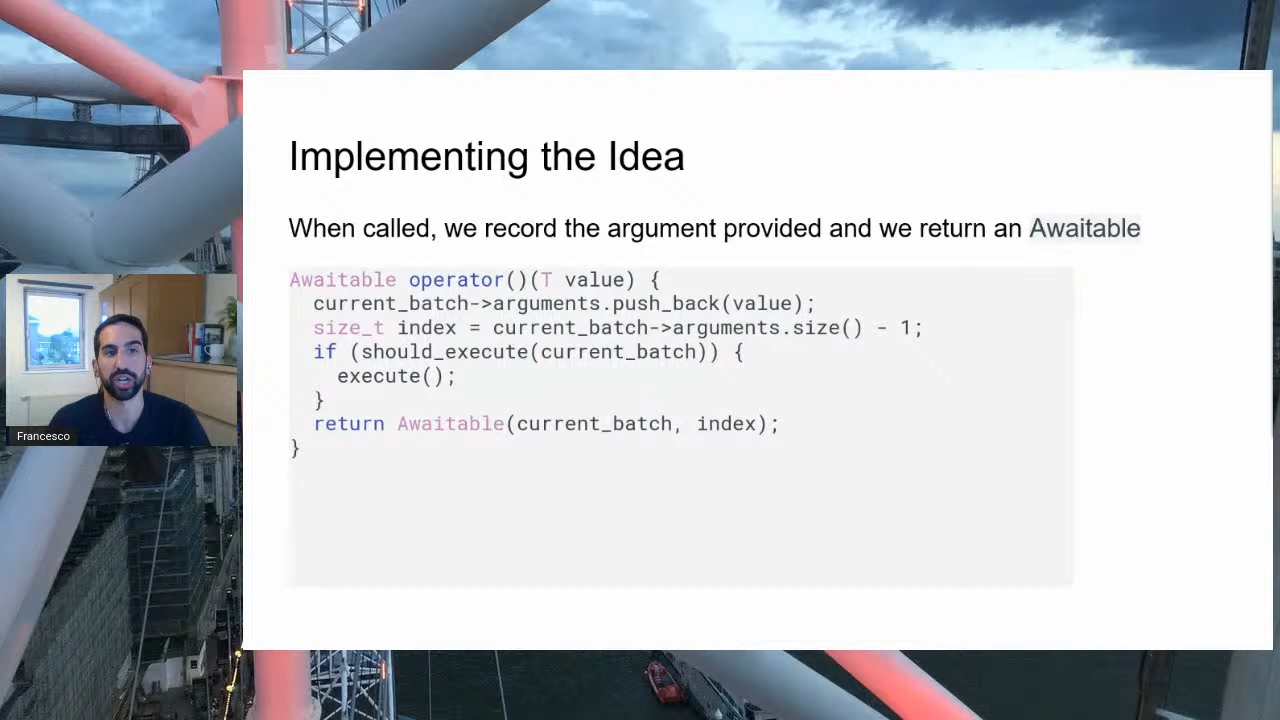 Implementing the Idea
When called, we record the argument provided and we return an Awaitable
Awaitable operator()(T value) {
  current_batch->arguments.push_back(value);
  size_t index = current_batch->arguments.size() - 1;
  if (should_execute(current_batch)) {
    execute();
  }
  return Awaitable(current_batch, index);
}
Francesco